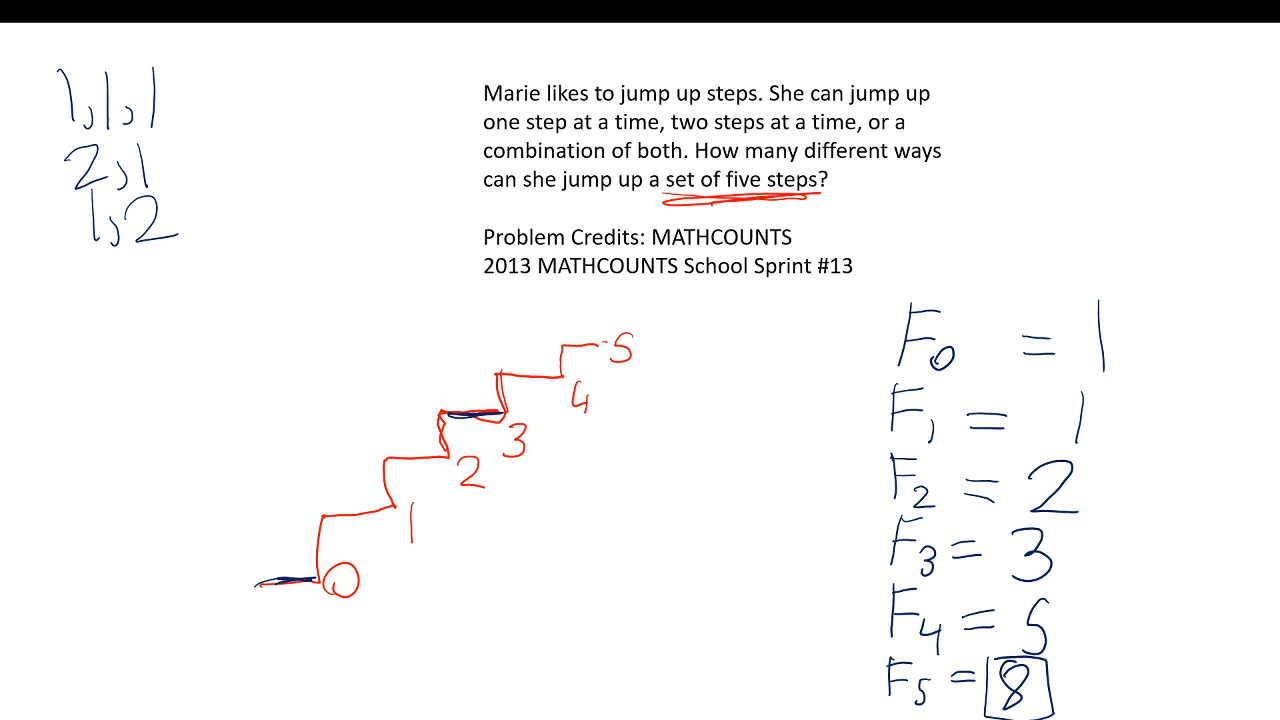 1,1,1
2,1
1,2
Marie likes to jump up steps. She can jump up
one step at a time, two steps at a time, or a
combination of both. How many different ways
can she jump up a set of five steps?
Problem Credits: MATHCOUNTS
2013 MATHCOUNTS School Sprint #13
5
4
3
2
1
0
F0 = 1
F1 = 1
F2 = 2
F3 = 3
F4 = 5
F5 = 8